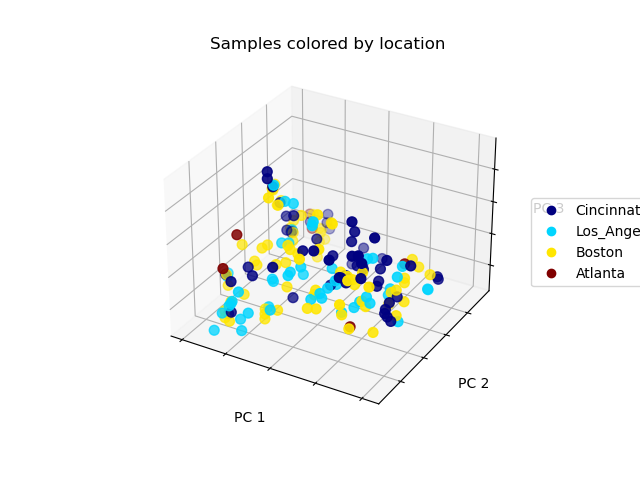 Samples colored by location
PC 3
Cincinnat
Los_Ange
Boston
Atlanta
PC 2
PC 1